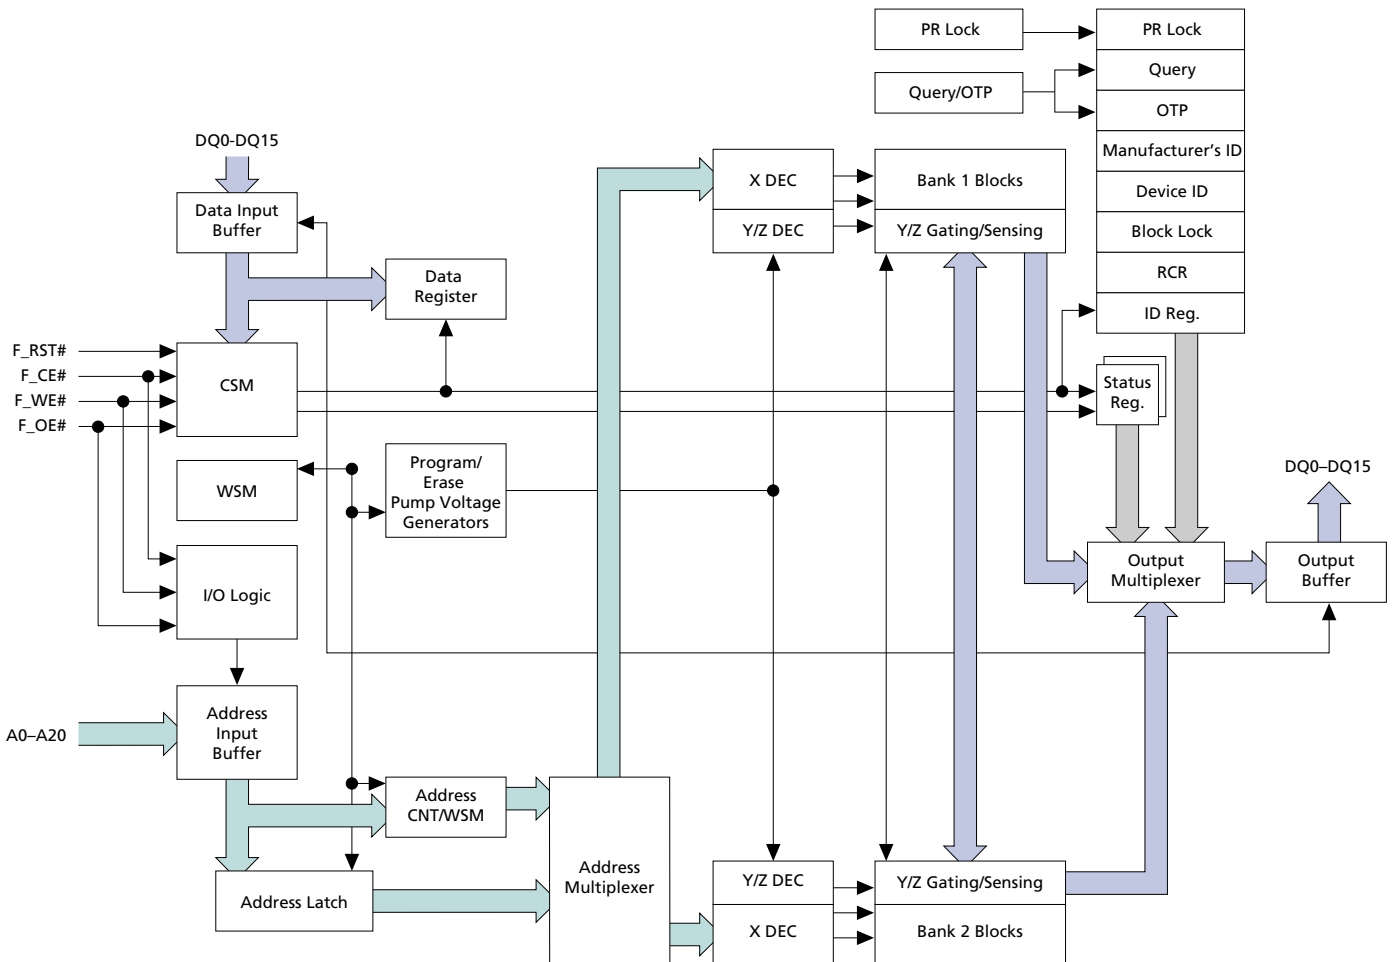 PR Lock
PR Lock
Query/OTP
Query
OTP
Manufacturer's ID
Device ID
Block Lock
RCR
ID Reg.
DQ0-DQ15
Data Input
Buffer
Data
Register
X DEC
Y/Z DEC
Bank 1 Blocks
Y/Z Gating/Sensing
F_RST#
F_CE#
F_WE#
F_OE#
CSM
Status
Reg.
WSM
Program/
Erase
Pump Voltage
Generators
DQ0–DQ15
Output
Multiplexer
Output
Buffer
I/O Logic
A0–A20
Address
Input
Buffer
Address
CNT/WSM
Address Latch
Address
Multiplexer
Y/Z DEC
X DEC
Y/Z Gating/Sensing
Bank 2 Blocks